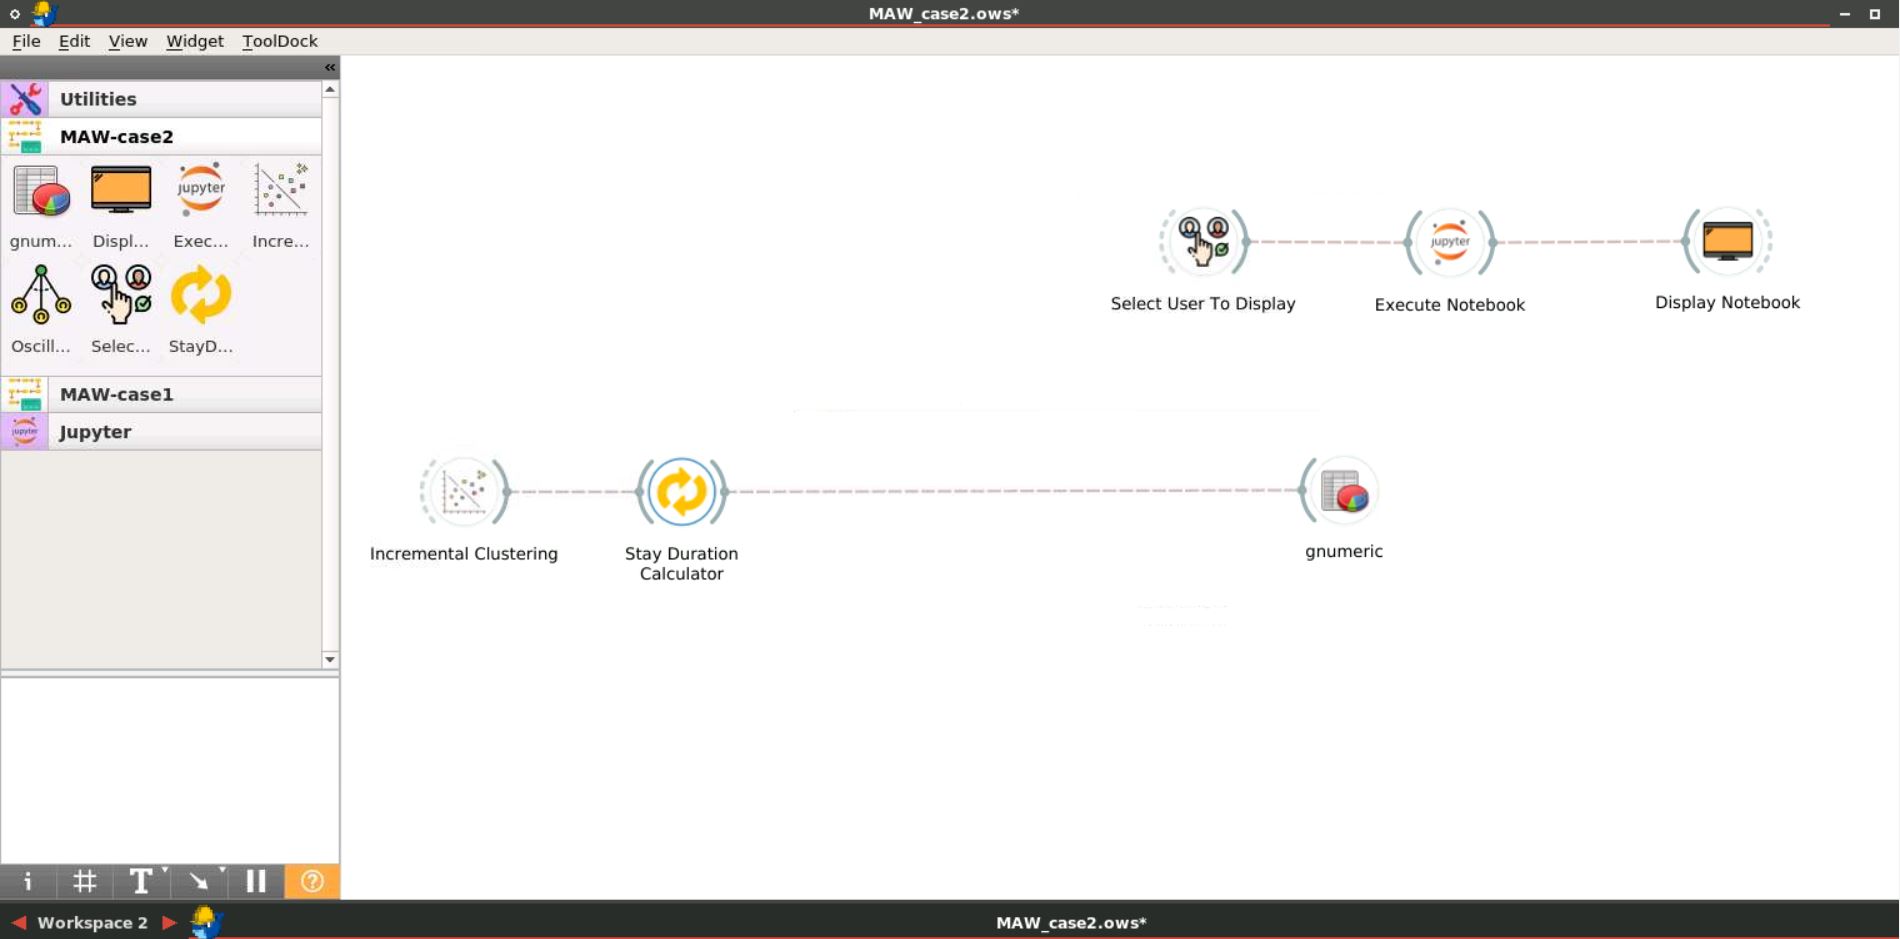 MAW_case2.ows*
File Edit View Widget ToolDock
«
Utilities
MAW-case2
jupyter
gnum... Displ... Exec... Incre...
Oscill... Selec... StayD...
MAW-case1
jupyter
Jupyter
jupyter
Select User To Display
Execute Notebook
Display Notebook
Incremental Clustering
Stay Duration
Calculator
gnumeric
i # T ?
Workspace 2
MAW_case2.ows*